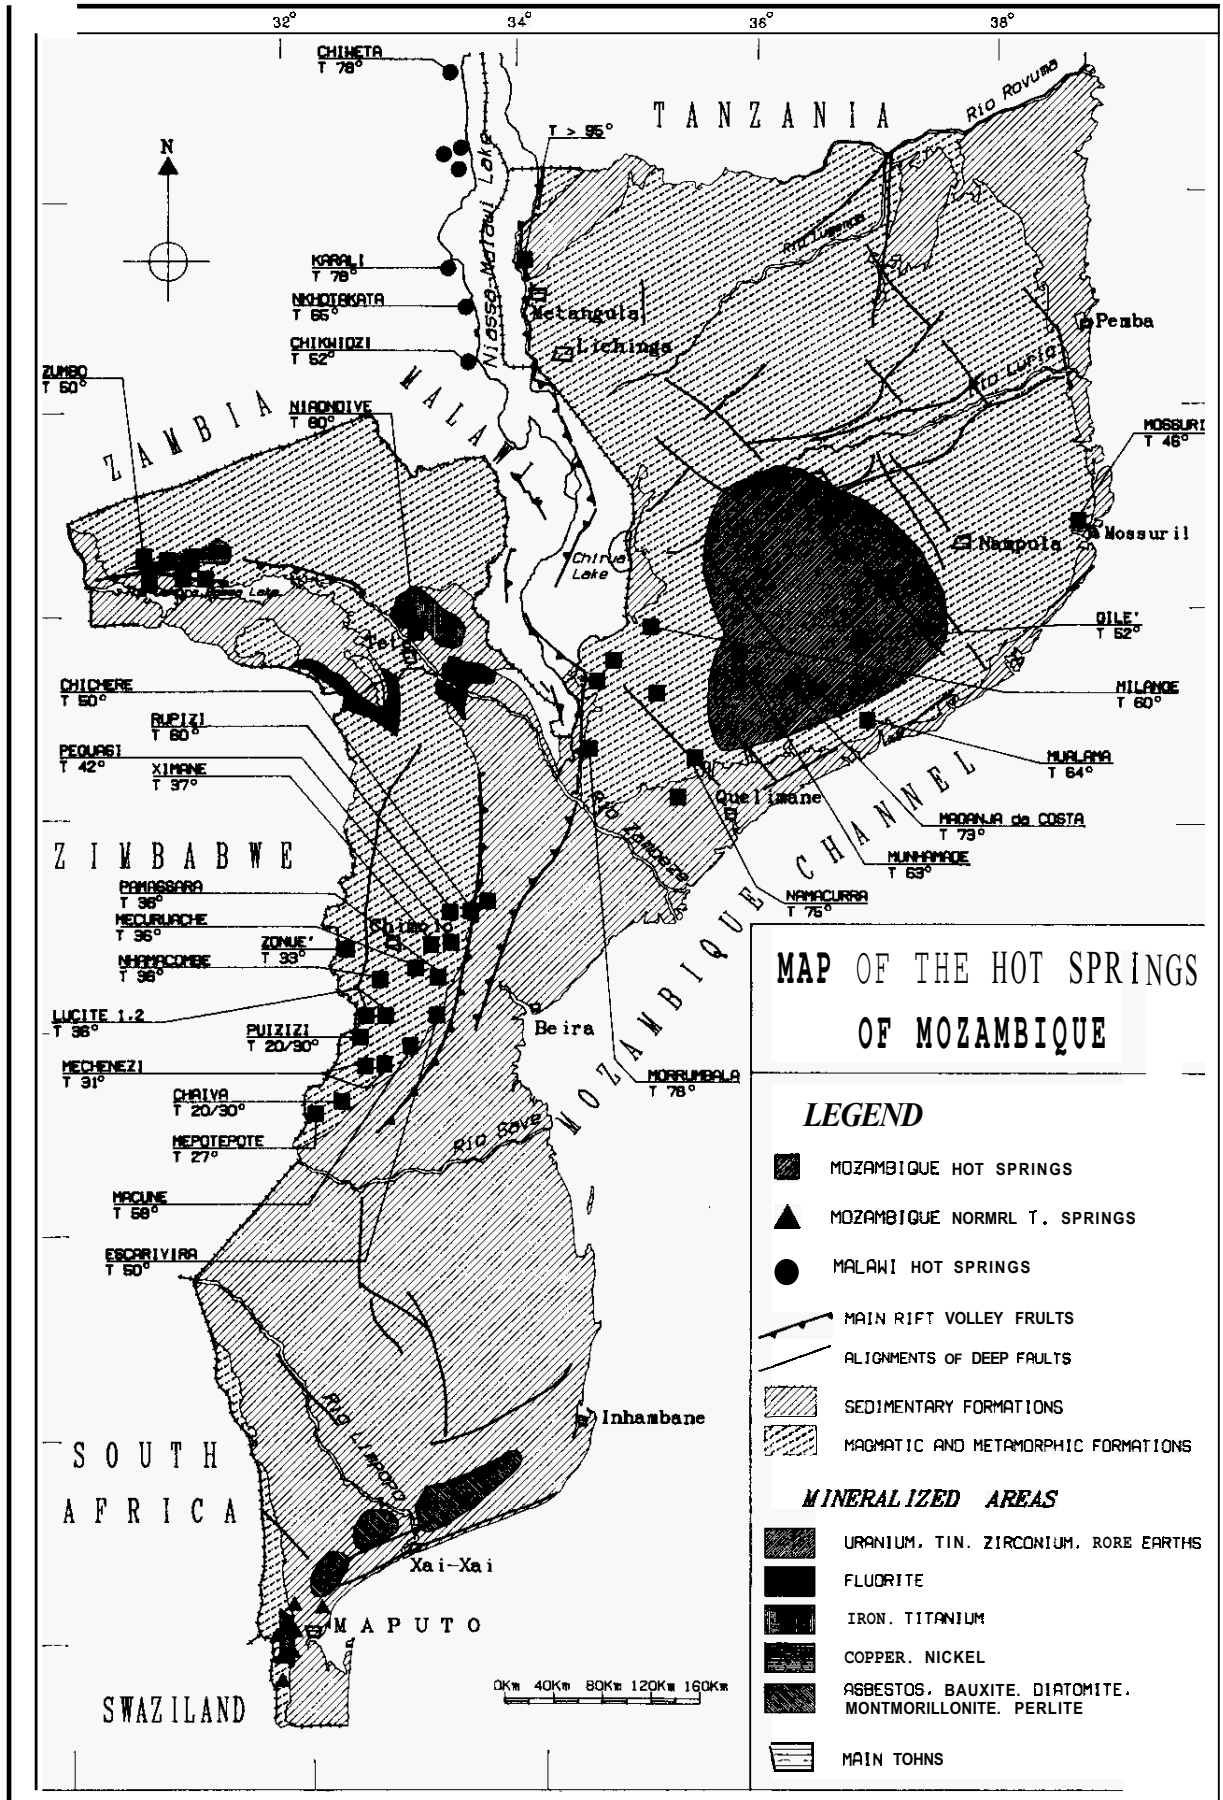 32°
34°
36°
38°
CHIWETA
T 78°
TANZANIA
Rio Rovuma
T > 95°
N
Niassa-Malawi Lake
Rio Lugenda
KARALI
T 78°
NKHOTAKATA
T 65°
Metangula
Pemba
CHIKWIDZI
T 52°
Lichinga
ZUMBO
T 50°
Rio Lurio
ZAMBIA
MALAWI
NIAONDIVE
T 80°
MOSSURI
T 46°
Nampula
Mossuril
Chirua
Lake
Tete
QILE'
T 52°
CHICHERE
T 50°
MILANGE
T 60°
RUPIZI
T 60°
PEQUASI
T 42°
XIMANE
T 37°
MUALAMA
T 64°
Quelimane
Rio Zambeze
MAGANJA da COSTA
T 73°
ZIMBABWE
MUNHAMADE
T 63°
PAMASSARA
T 36°
NAMACURRA
T 75°
MECURUACHE
T 36°
Chimoio
ZONUE'
T 33°
NHAMACOMBE
T 36°
MOZAMBIQUE CHANNEL
MAP OF THE HOT SPRINGS
OF MOZAMBIQUE
LUCITE 1.2
T 36°
PUIZIZI
T 20/30°
Beira
MECHENEZI
T 31°
MORRUMBALA
T 78°
CHAIVA
T 20/30°
MEPOTEPOTE
T 27°
Rio Save
MACUNE
T 58°
ESCARIVIRA
T 50°
LEGEND
MOZAMBIQUE HOT SPRINGS
MOZAMBIQUE NORMRL T. SPRINGS
MALAWI HOT SPRINGS
MAIN RIFT VOLLEY FRULTS
ALIGNMENTS OF DEEP FAULTS
SEDIMENTARY FORMATIONS
MAGMATIC AND METAMORPHIC FORMATIONS
Rio Limpopo
Inhambane
SOUTH
AFRICA
MINERALIZED AREAS
URANIUM, TIN. ZIRCONIUM. RORE EARTHS
FLUORITE
IRON. TITANIUM
COPPER. NICKEL
ASBESTOS. BAUXITE. DIATOMITE.
MONTMORILLONITE. PERLITE
MAIN TOHNS
Xai-Xai
MAPUTO
SWAZILAND
0Km 40Km 80Km 120Km 160Km